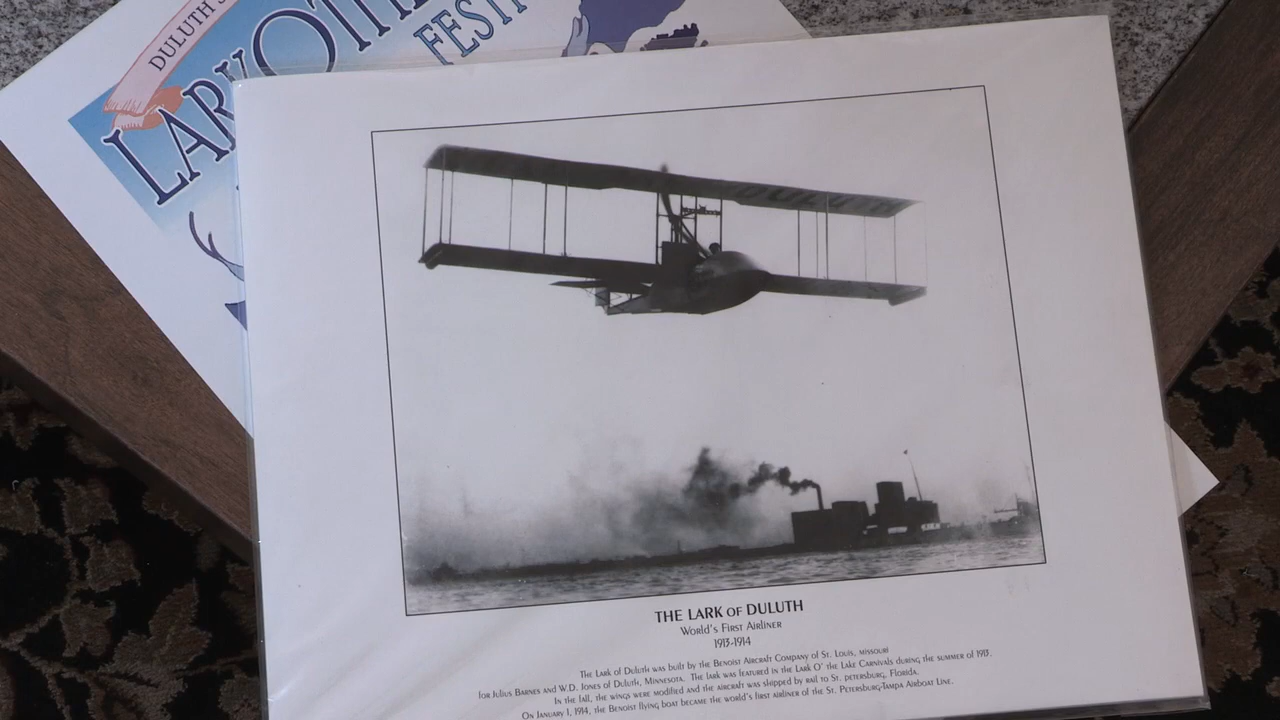 DULUTH
LARK O' TH
FESTI
DULUTH
THE LARK OF DULUTH
WORLD'S FIRST AIRLINER
1913-1914
THE LARK OF DULUTH WAS BUILT BY THE BENOIST AIRCRAFT COMPANY OF ST. LOUIS, MISSOURI
FOR JULIUS BARNES AND W.D. JONES OF DULUTH, MINNESOTA. THE LARK WAS FEATURED IN THE LARK O' THE LAKE CARNIVALS DURING THE SUMMER OF 1913.
IN THE FALL, THE WINGS WERE MODIFIED AND THE AIRCRAFT WAS SHIPPED BY RAIL TO ST. PETERSBURG, FLORIDA.
ON JANUARY 1, 1914, THE BENOIST FLYING BOAT BECAME THE WORLD'S FIRST AIRLINER OF THE ST. PETERSBURG-TAMPA AIRBOAT LINE.